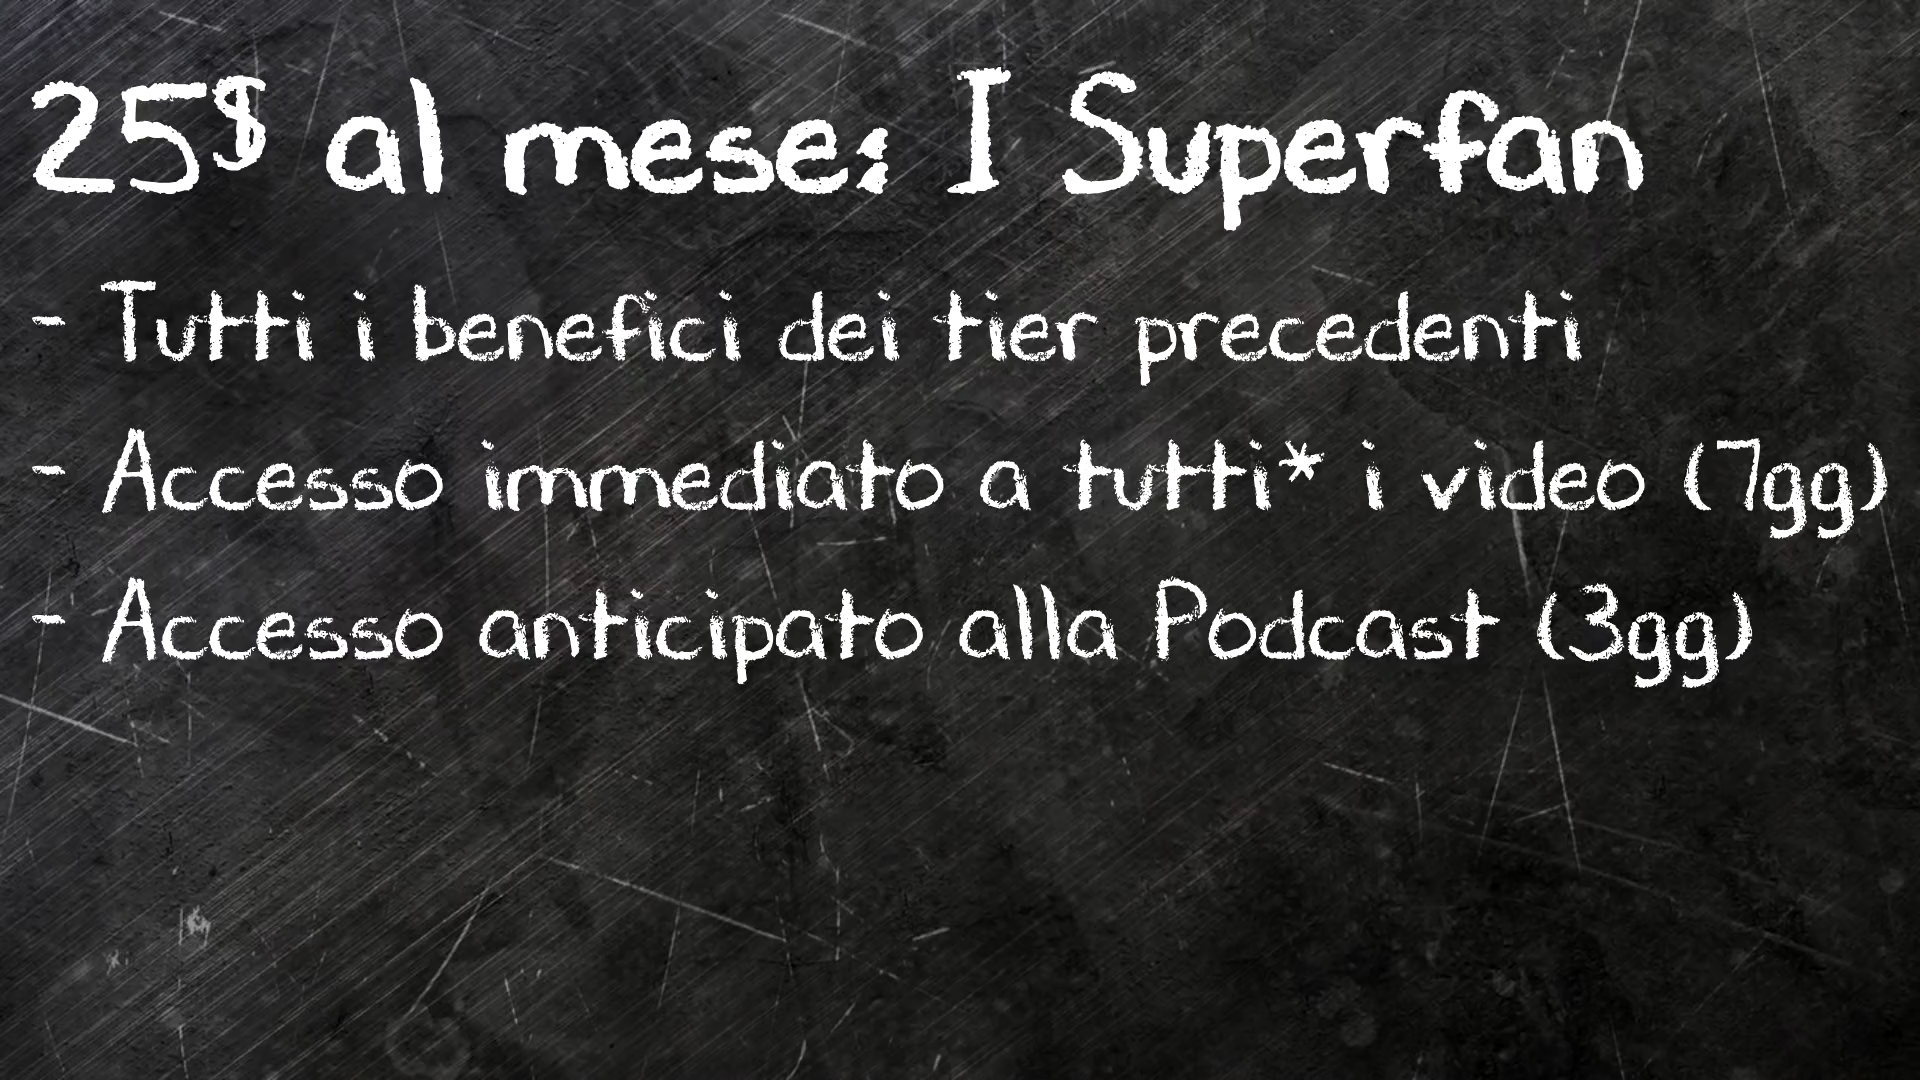 25$ al mese: I Superfan
- Tutti i benefici dei tier precedenti
- Accesso immediato a tutti* i video (7gg)
- Accesso anticipato alla Podcast (3gg)